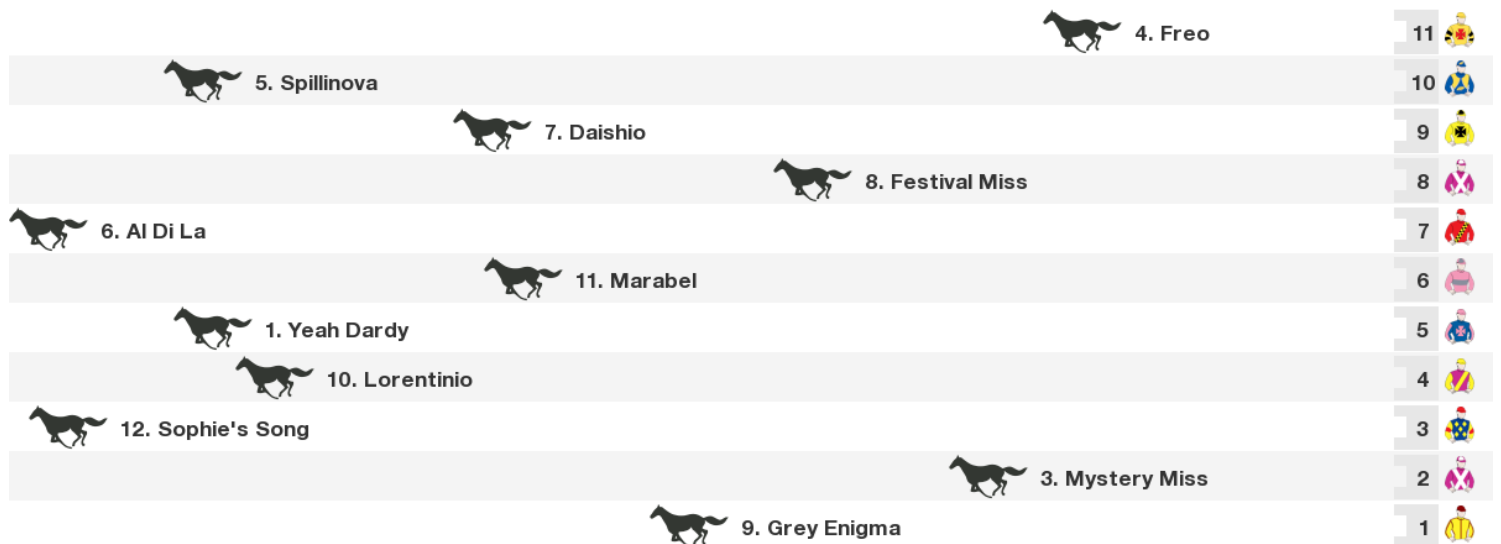 4. Freo 11
5. Spillinova 10
7. Daishio 9
8. Festival Miss 8
6. Al Di La 7
11. Marabel 6
1. Yeah Dardy 5
10. Lorentinio 4
12. Sophie's Song 3
3. Mystery Miss 2
9. Grey Enigma 1